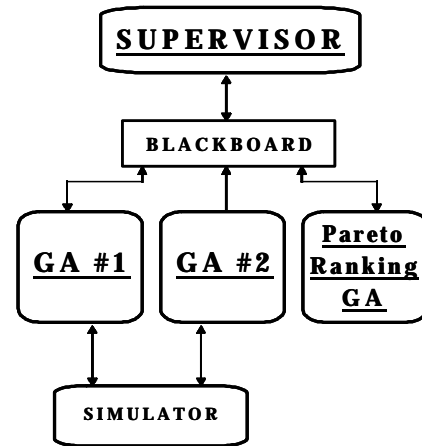 SUPERVISOR
BLACKBOARD
GA #1
GA #2
Pareto
Ranking
GA
SIMULATOR